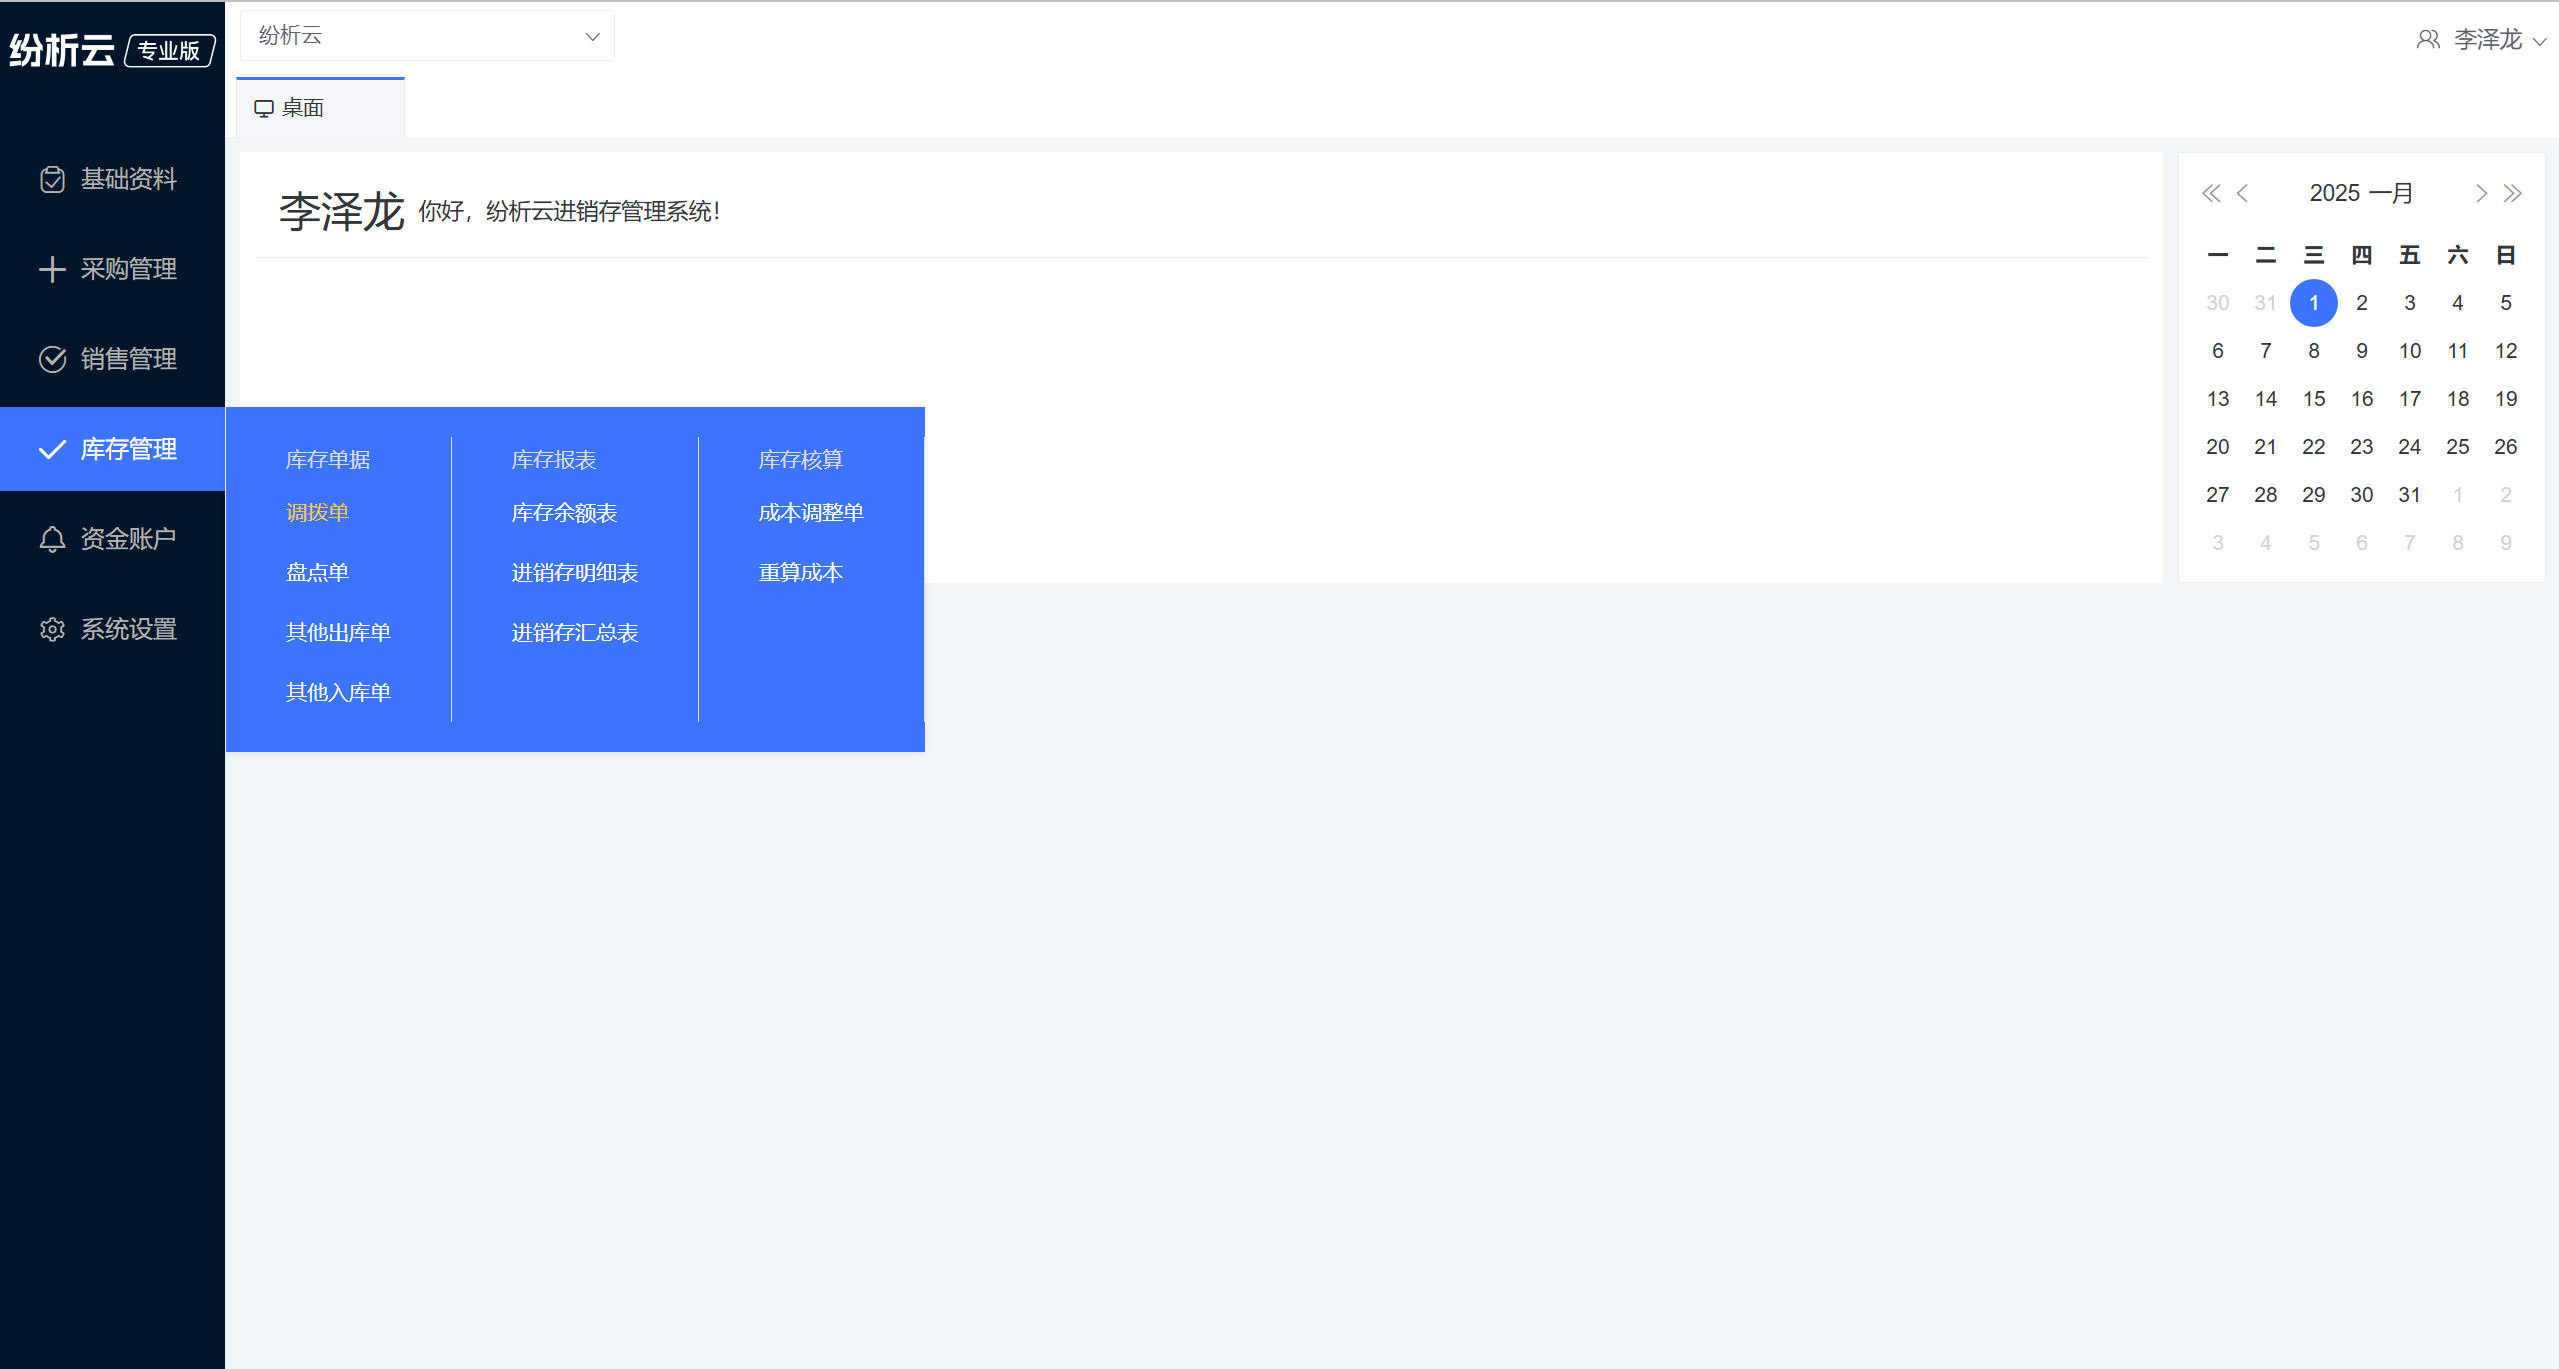 纷析云 专业版
纷析云
李泽龙
桌面
基础资料
采购管理
销售管理
库存管理
资金账户
系统设置
李泽龙 你好，纷析云进销存管理系统！
库存单据
调拨单
盘点单
其他出库单
其他入库单
库存报表
库存余额表
进销存明细表
进销存汇总表
库存核算
成本调整单
重算成本
2025 一月
一 二 三 四 五 六 日
30 31 1 2 3 4 5
6 7 8 9 10 11 12
13 14 15 16 17 18 19
20 21 22 23 24 25 26
27 28 29 30 31 1 2
3 4 5 6 7 8 9